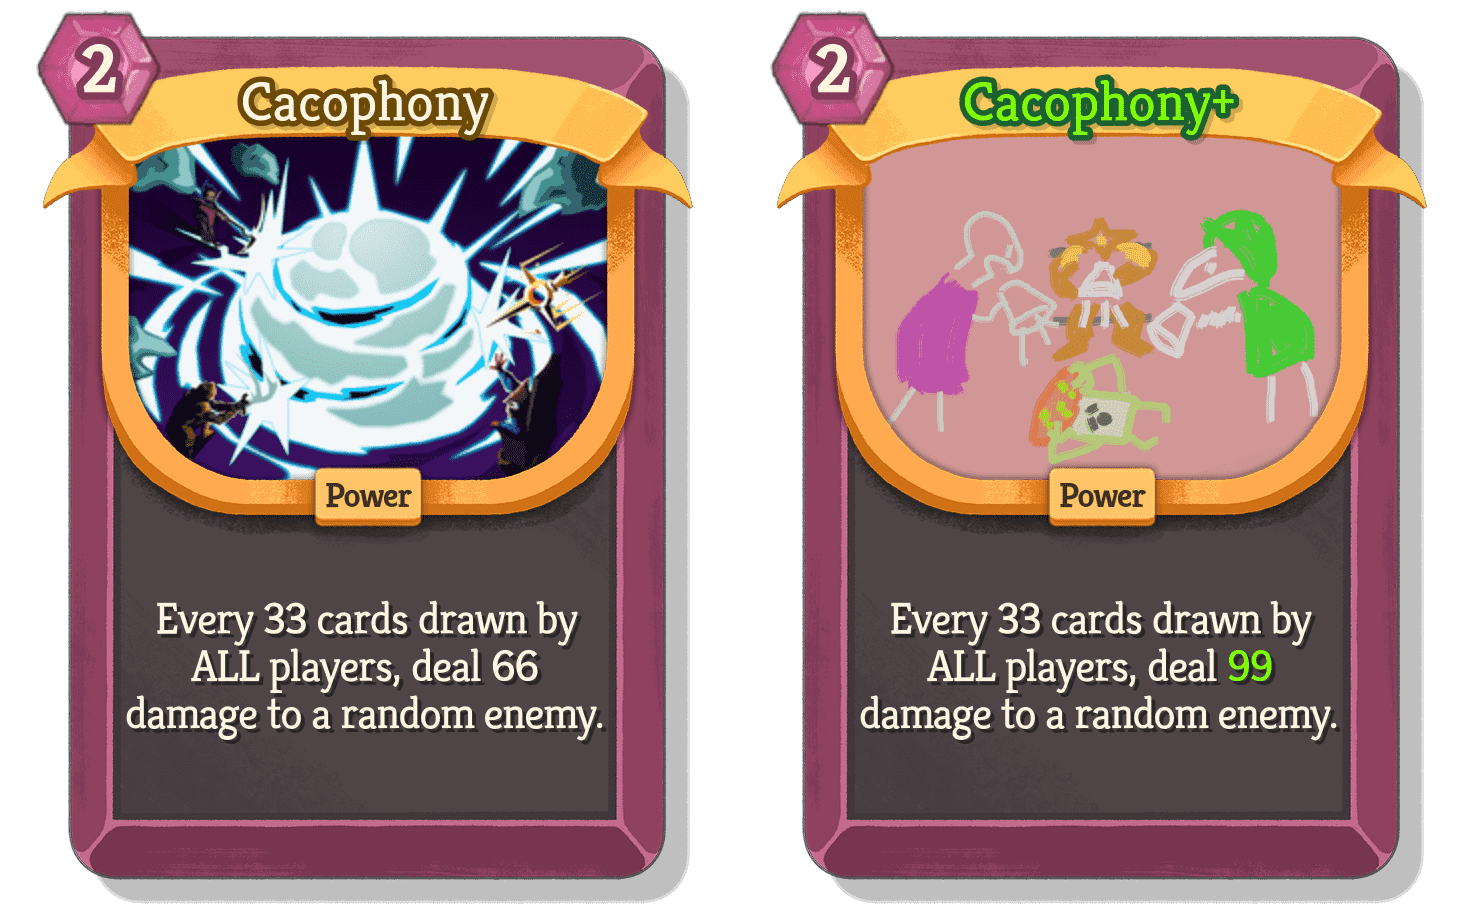 2
Cacophony
Power
Every 33 cards drawn by
ALL players, deal 66
damage to a random enemy.
2
Cacophony+
Power
Every 33 cards drawn by
ALL players, deal 99
damage to a random enemy.